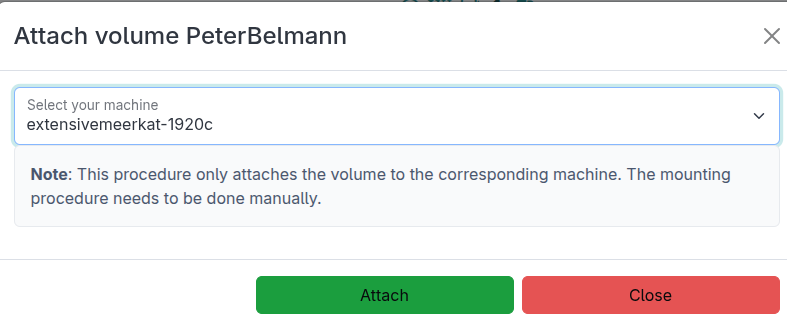 Attach volume PeterBelmann
Select your machine
extensivemeerkat-1920c
Note: This procedure only attaches the volume to the corresponding machine. The mounting
procedure needs to be done manually.
Attach
Close